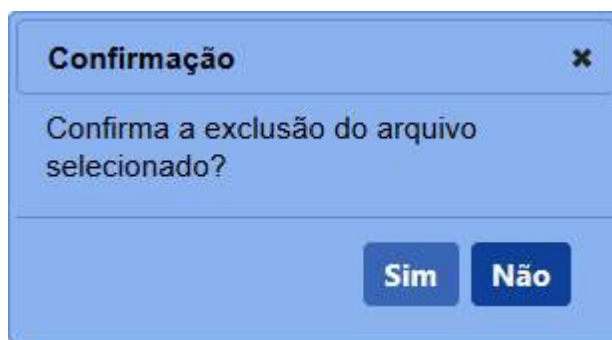 Confirmação
Confirma a exclusão do arquivo
selecionado?
Sim Não